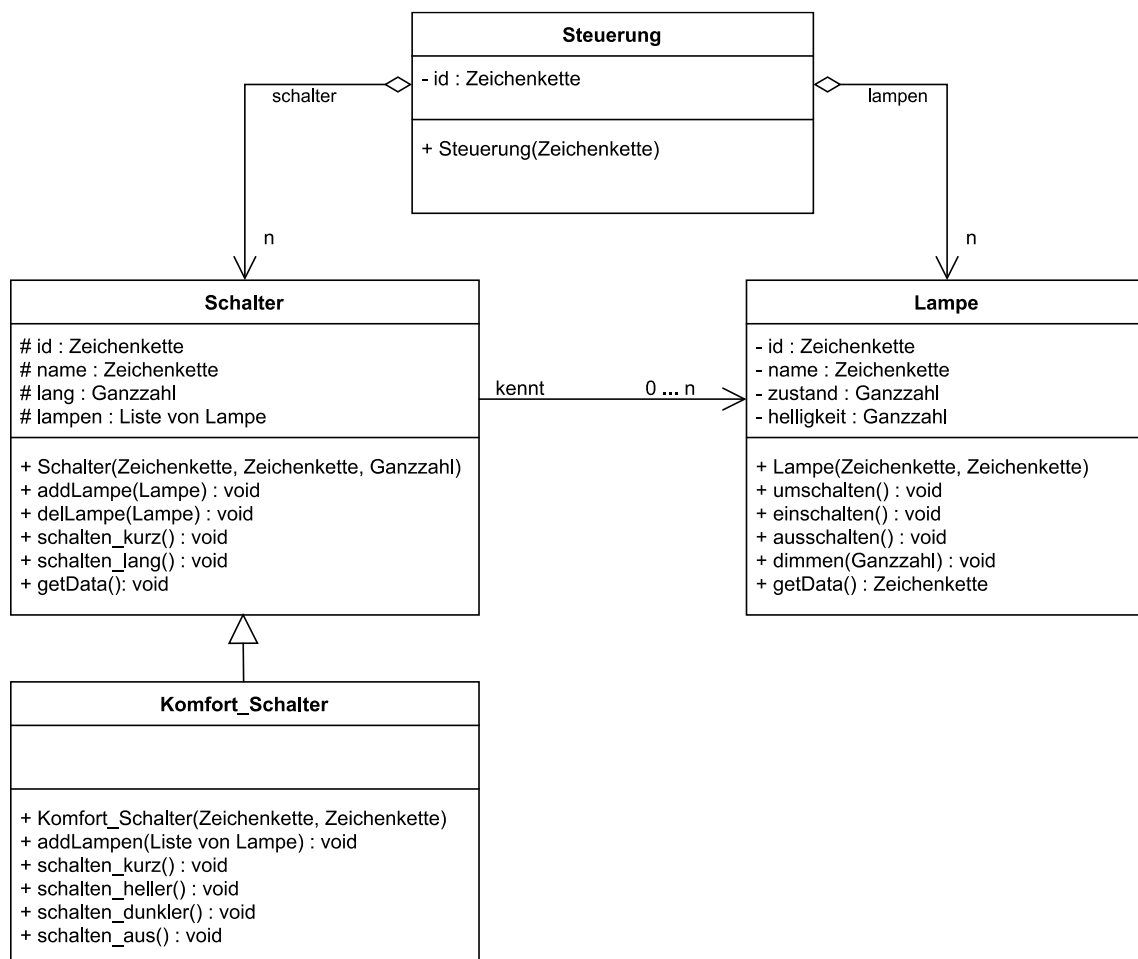 Steuerung
- id : Zeichenkette
+ Steuerung(Zeichenkette)
schalter
lampen
n
n
Schalter
# id : Zeichenkette
# name : Zeichenkette
# lang : Ganzzahl
# lampen : Liste von Lampe
+ Schalter(Zeichenkette, Zeichenkette, Ganzzahl)
+ addLampe(Lampe) : void
+ delLampe(Lampe) : void
+ schalten_kurz() : void
+ schalten_lang() : void
+ getData(): void
kennt
0 ... n
Lampe
- id : Zeichenkette
- name : Zeichenkette
- zustand : Ganzzahl
- helligkeit : Ganzzahl
+ Lampe(Zeichenkette, Zeichenkette)
+ umschalten() : void
+ einschalten() : void
+ ausschalten() : void
+ dimmen(Ganzzahl) : void
+ getData() : Zeichenkette
Komfort_Schalter
+ Komfort_Schalter(Zeichenkette, Zeichenkette)
+ addLampen(Liste von Lampe) : void
+ schalten_kurz() : void
+ schalten_heller() : void
+ schalten_dunkler() : void
+ schalten_aus() : void